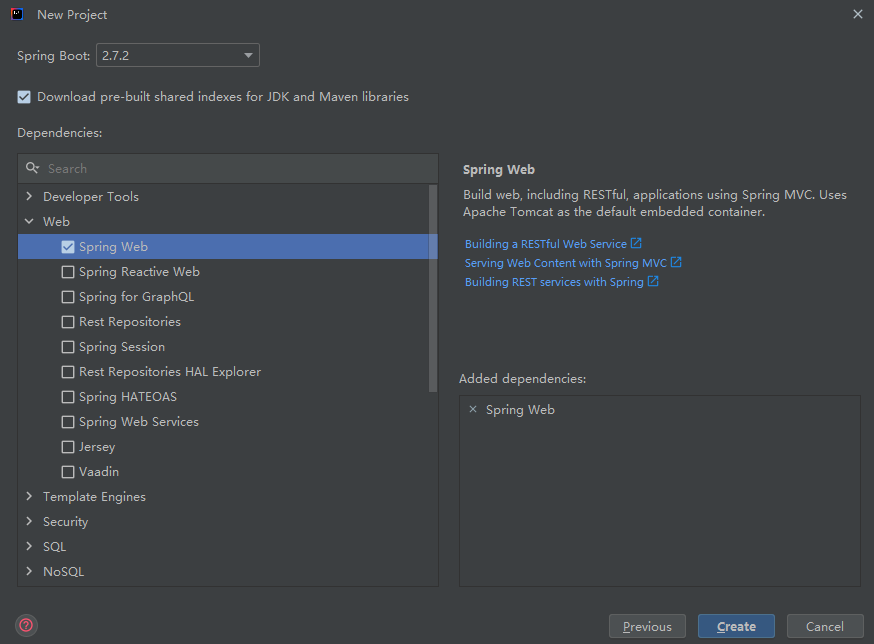 New Project
Spring Boot: 2.7.2
Download pre-built shared indexes for JDK and Maven libraries
Dependencies:
Search
Developer Tools
Web
Spring Web
Spring Reactive Web
Spring for GraphQL
Rest Repositories
Spring Session
Rest Repositories HAL Explorer
Spring HATEOAS
Spring Web Services
Jersey
Vaadin
Template Engines
Security
SQL
NoSQL
Spring Web
Build web, including RESTful, applications using Spring MVC. Uses
Apache Tomcat as the default embedded container.
Building a RESTful Web Service
Serving Web Content with Spring MVC
Building REST services with Spring
Added dependencies:
Spring Web
Previous
Create
Cancel